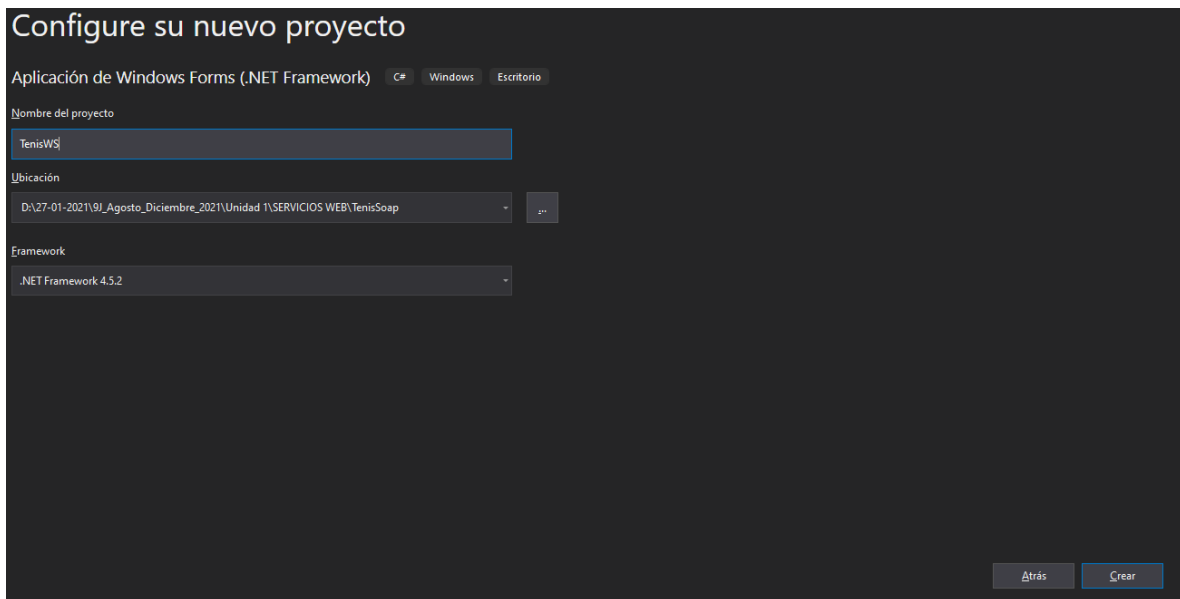 Configure su nuevo proyecto
Aplicación de Windows Forms (.NET Framework) C# Windows Escritorio
Nombre del proyecto
TenisWS
Ubicación
D:\27-01-2021\9J_Agosto_Diciembre_2021\Unidad 1\SERVICIOS WEB\TenisSoap
...
Framework
.NET Framework 4.5.2
Atrás Crear